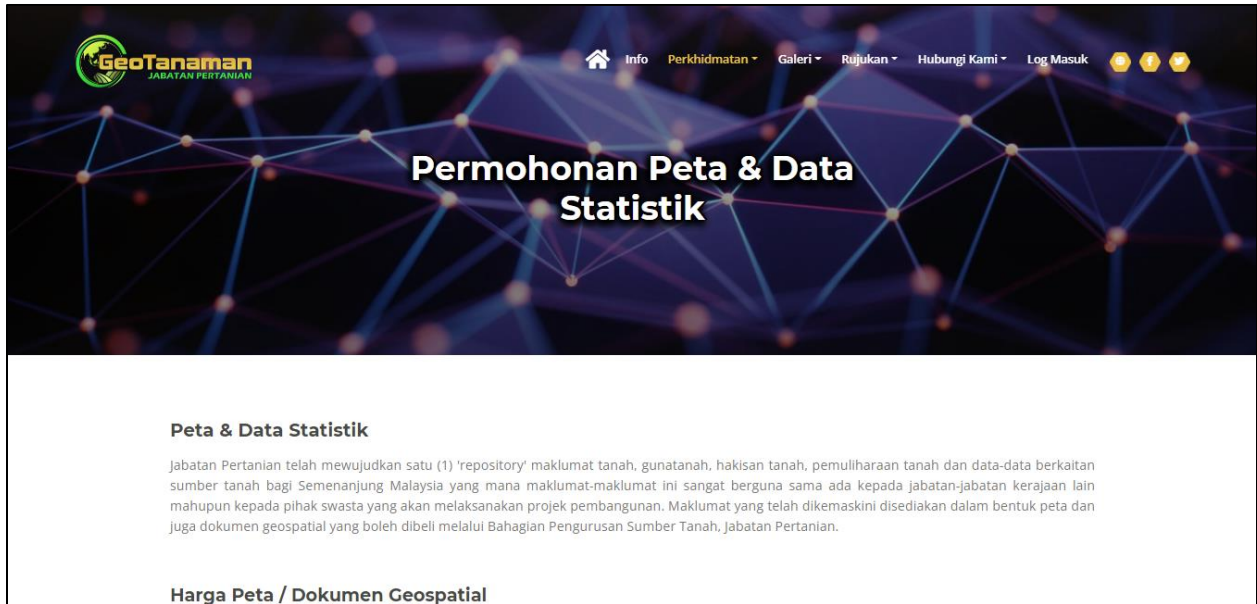 GeoTanaman
JABATAN PERTANIAN
Info Perkhidmatan Galeri Rujukan Hubungi Kami Log Masuk
Permohonan Peta & Data
Statistik
Peta & Data Statistik
Jabatan Pertanian telah mewujudkan satu (1) 'repository' maklumat tanah, gunatanah, hakisan tanah, pemuliharaan tanah dan data-data berkaitan
sumber tanah bagi Semenanjung Malaysia yang mana maklumat-maklumat ini sangat berguna sama ada kepada jabatan-jabatan kerajaan lain
mahupun kepada pihak swasta yang akan melaksanakan projek pembangunan. Maklumat yang telah dikemaskini disediakan dalam bentuk peta dan
juga dokumen geospatial yang boleh dibeli melalui Bahagian Pengurusan Sumber Tanah, Jabatan Pertanian.
Harga Peta / Dokumen Geospatial